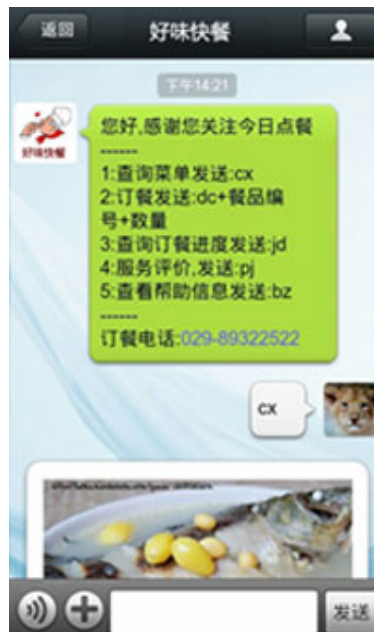 返回
好味快餐
下午14:21
好味快餐
您好,感谢您关注今日点餐
------
1:查询菜单发送:cx
2:订餐发送:dc+餐品编
号+数量
3:查询订餐进度发送:jd
4:服务评价,发送:pj
5:查看帮助信息发送:bz
------
订餐电话:029-89322522
cx
发送